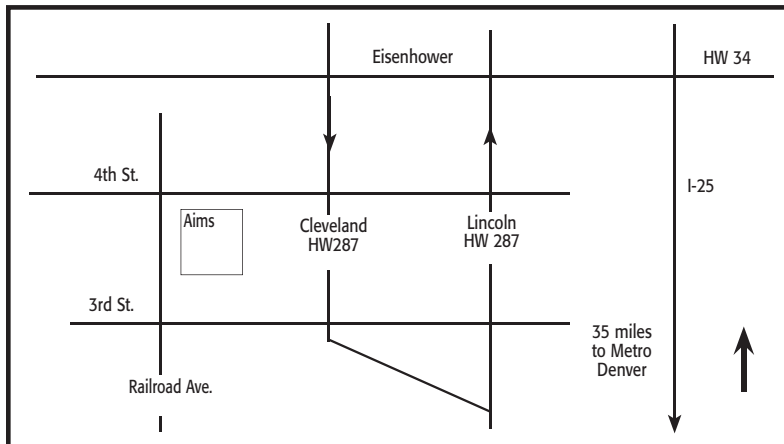 Eisenhower
HW 34
4th St.
I-25
Aims
Cleveland
HW287
Lincoln
HW 287
3rd St.
35 miles
to Metro
Denver
Railroad Ave.